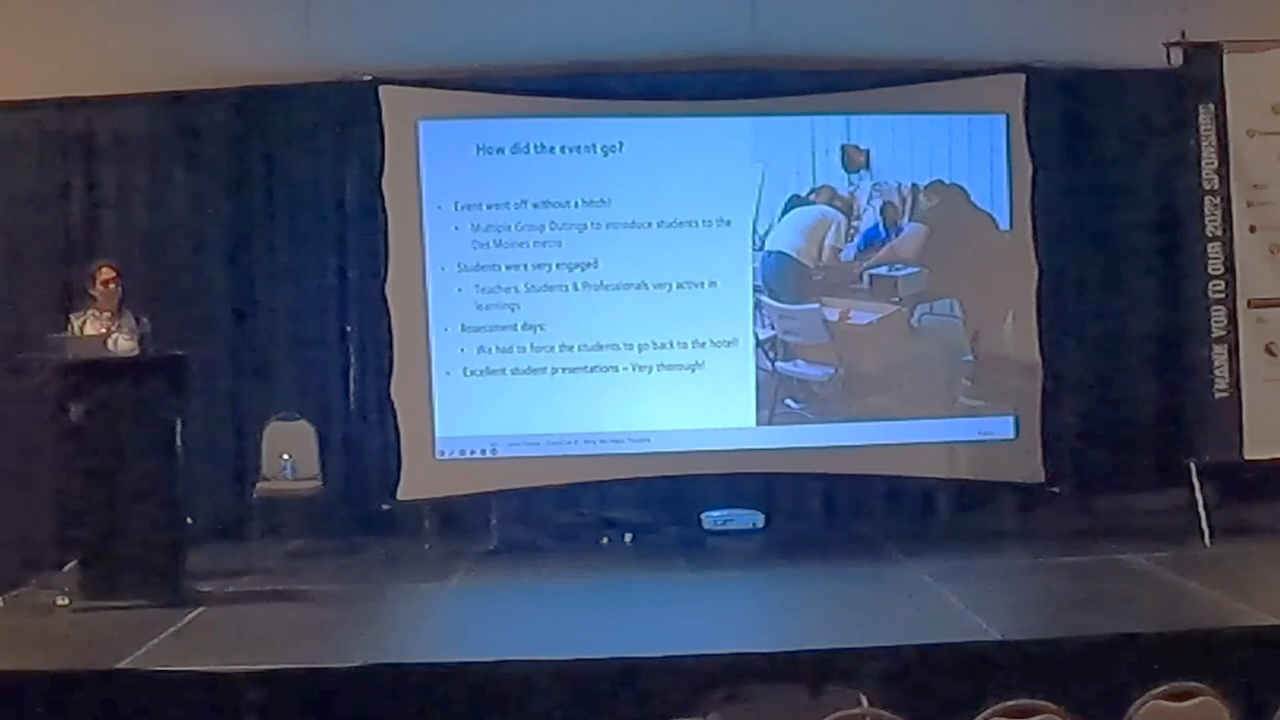 How did the event go?
Event went off without a hitch!
Multiple Group Outings to introduce students to the
Des Moines metro
Students were very engaged
Teachers, Students & Professionals very active in
learnings
Assessment days:
We had to force the students to go back to the hotel!
Excellent student presentations – Very thorough!
Public
THANK YOU TO OUR 2022 SPONSORS